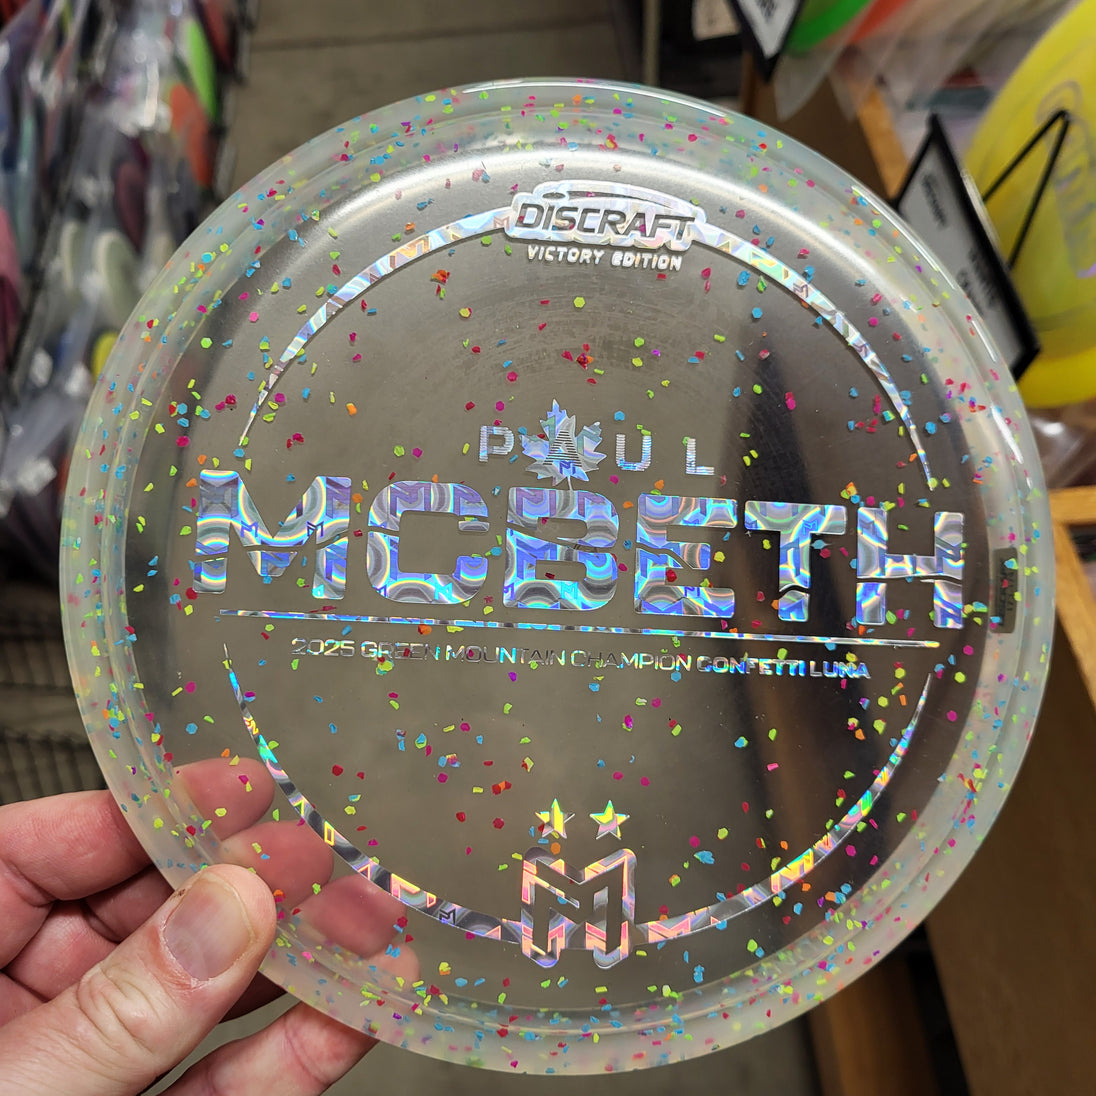 DISCRAFT
VICTORY EDITION
PAUL
MCBETH
2025 GREEN MOUNTAIN CHAMPION CONFETTI LUNA
M